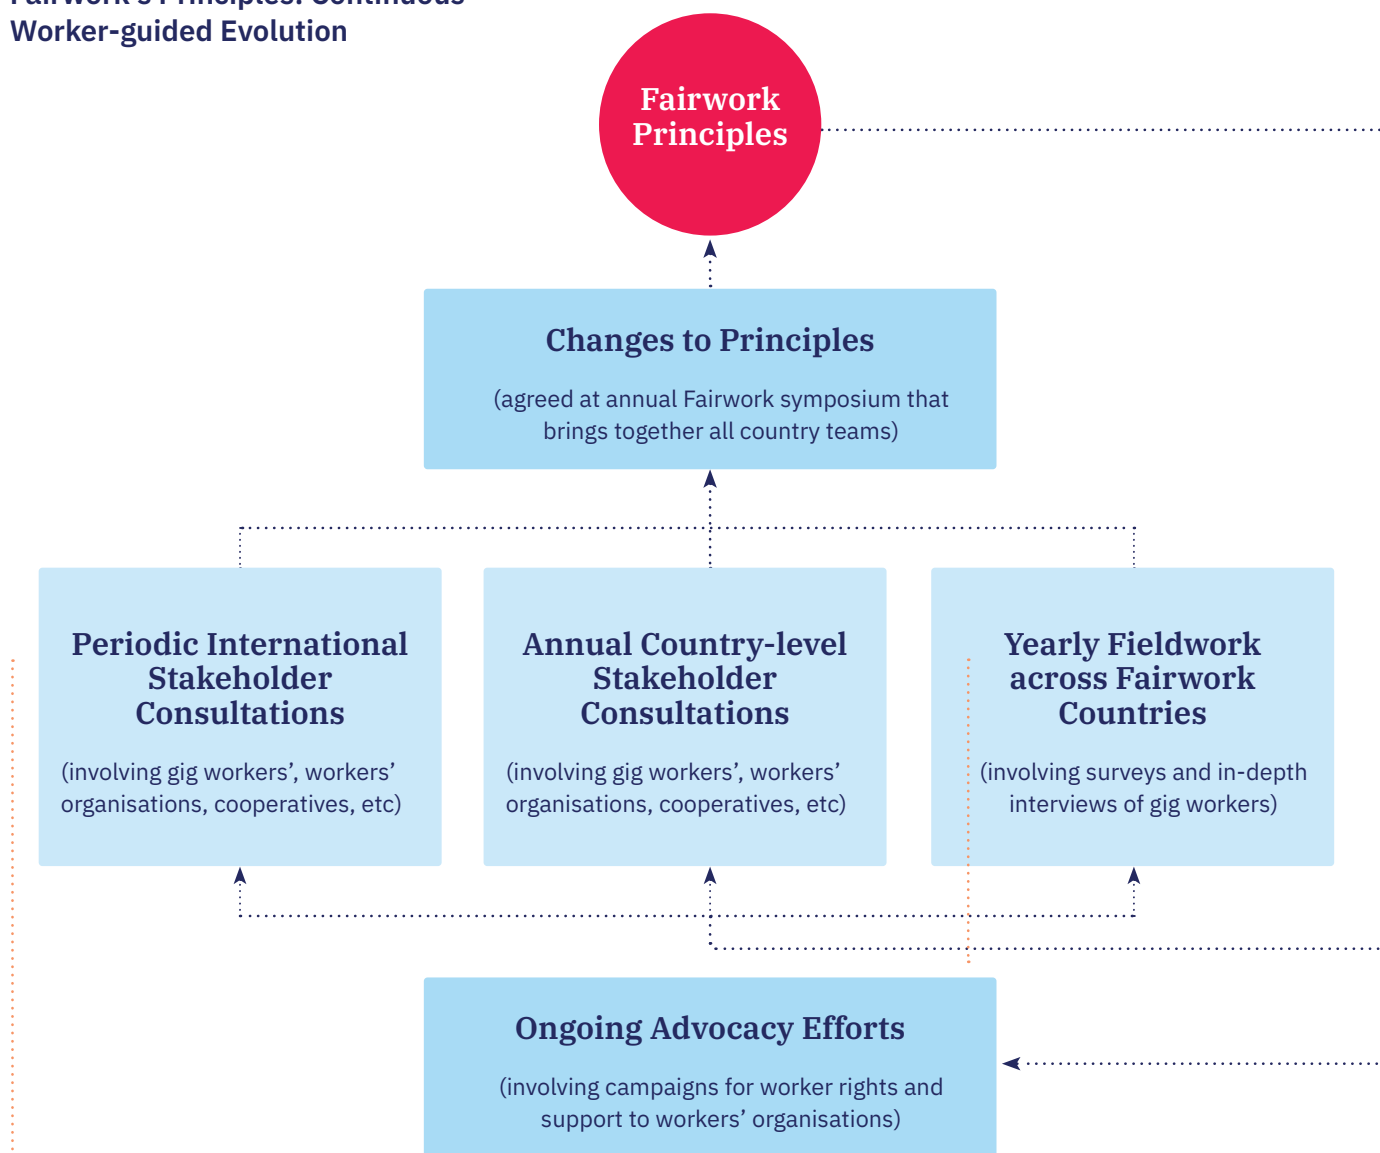 Fairwork's Principles: Continuous
Worker-guided Evolution
Fairwork
Principles
Changes to Principles
(agreed at annual Fairwork symposium that
brings together all country teams)
Periodic International
Stakeholder
Consultations
(involving gig workers’, workers’
organisations, cooperatives, etc)
Annual Country-level
Stakeholder
Consultations
(involving gig workers’, workers’
organisations, cooperatives, etc)
Yearly Fieldwork
across Fairwork
Countries
(involving surveys and in-depth
interviews of gig workers)
Ongoing Advocacy Efforts
(involving campaigns for worker rights and
support to workers’ organisations)